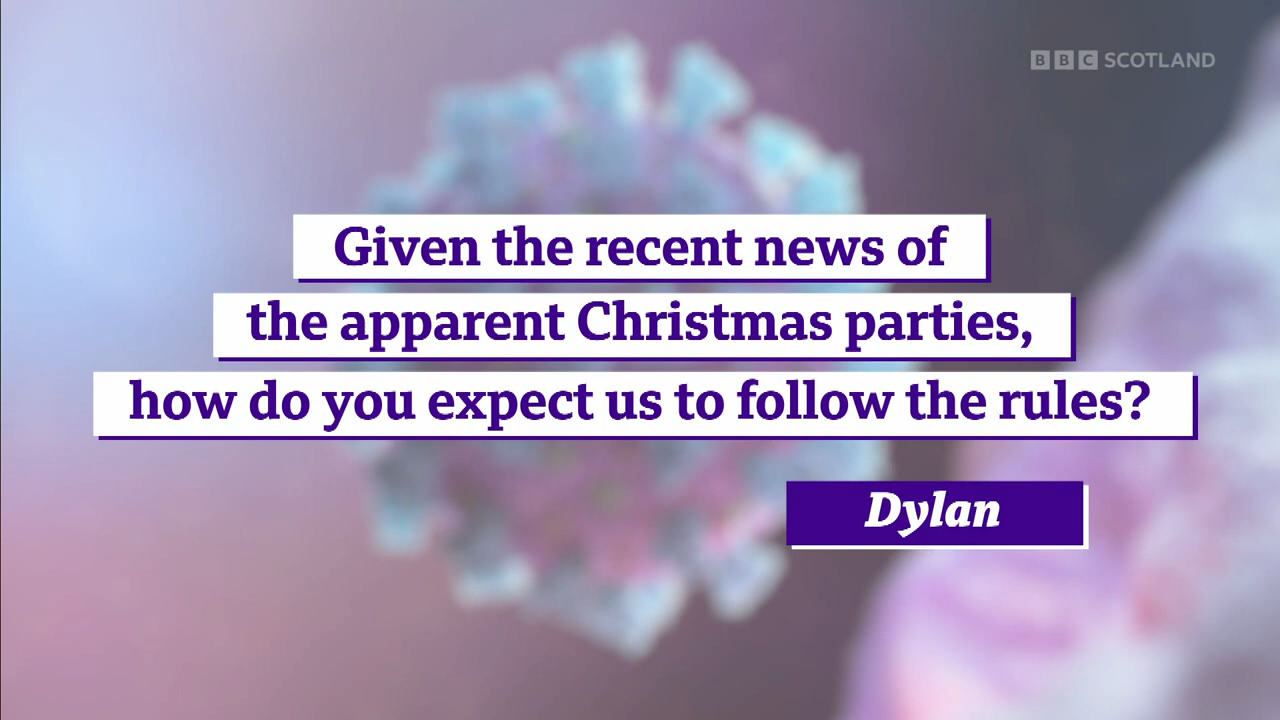 BBC SCOTLAND
Given the recent news of
the apparent Christmas parties,
how do you expect us to follow the rules?
Dylan